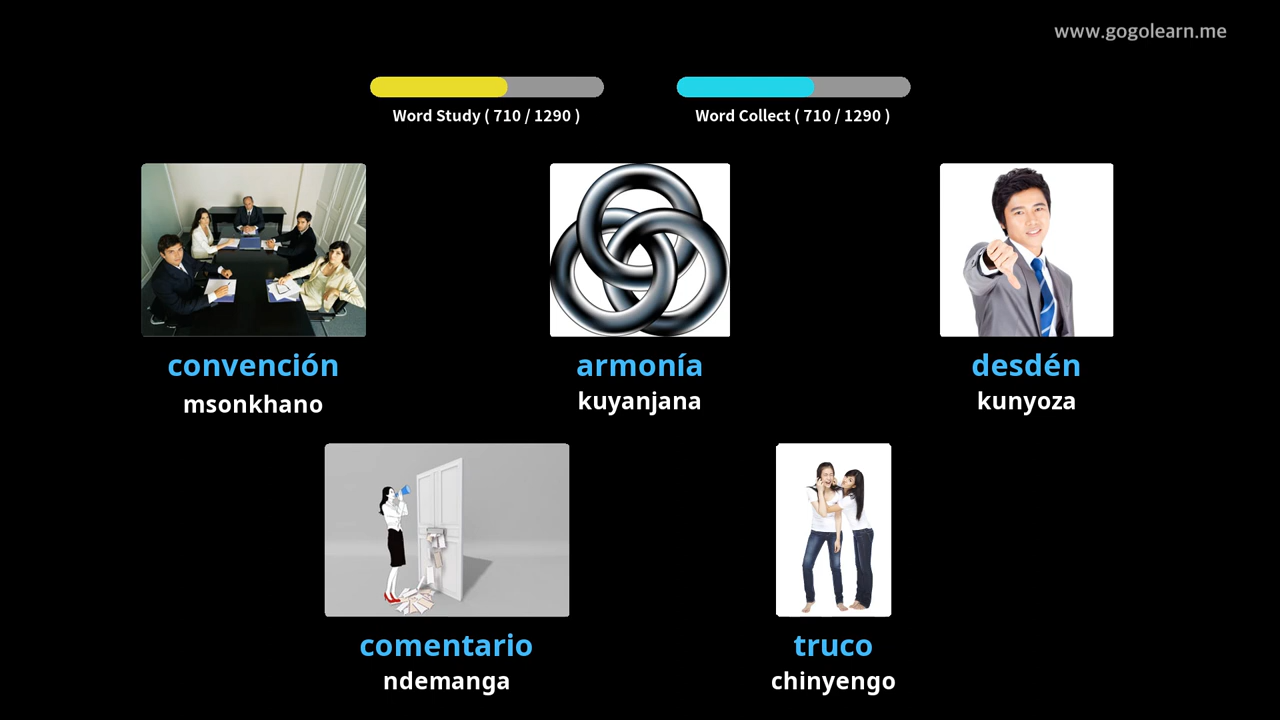 www.gogolearn.me
Word Study ( 710 / 1290 )
Word Collect ( 710 / 1290 )
convención
msonkhano
armonía
kuyanjana
desdén
kunyoza
comentario
ndemanga
truco
chinyengo